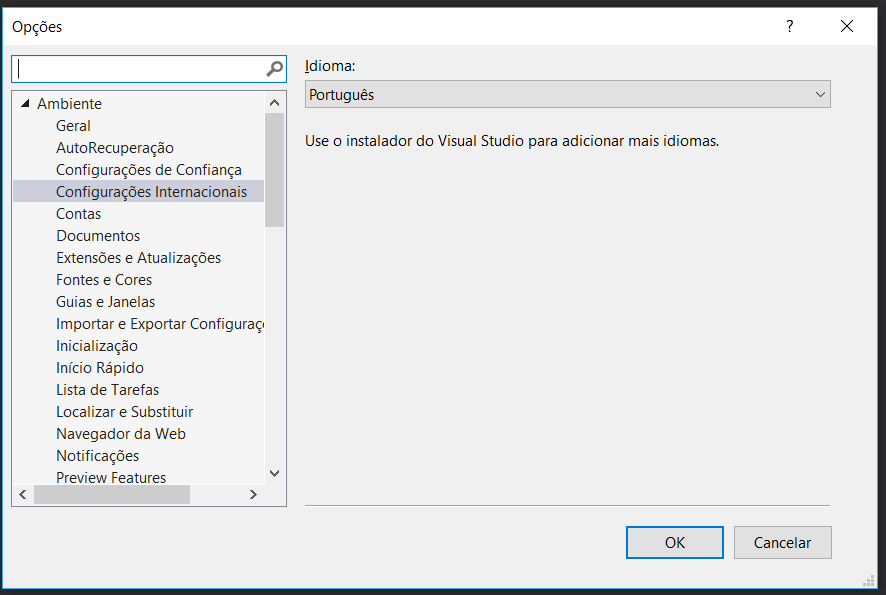 Opções
?
Idioma:
Português
Use o instalador do Visual Studio para adicionar mais idiomas.
Ambiente
Geral
AutoRecuperação
Configurações de Confiança
Configurações Internacionais
Contas
Documentos
Extensões e Atualizações
Fontes e Cores
Guias e Janelas
Importar e Exportar Configuraç
Inicialização
Início Rápido
Lista de Tarefas
Localizar e Substituir
Navegador da Web
Notificações
Preview Features
OK
Cancelar